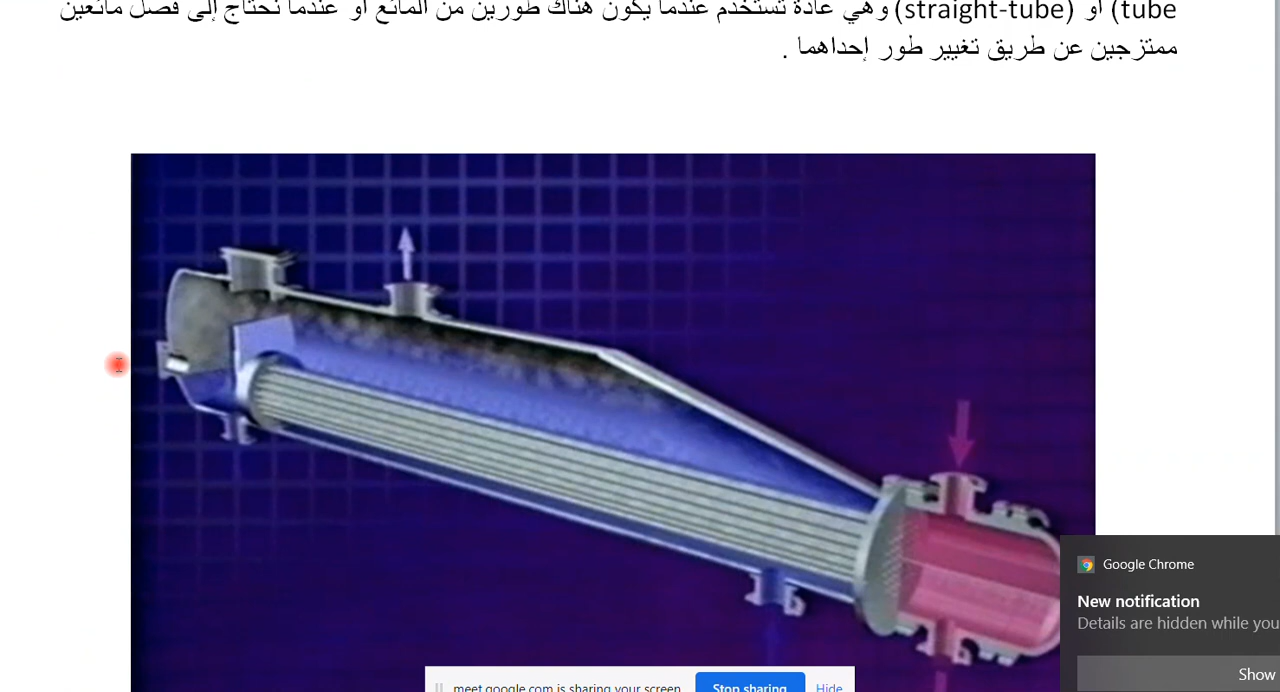 tube) او (straight-tube) وهي عادة تستخدم عندما يكون هناك طورين من المائع او عندما نحتاج إلى فصل مائعين
ممتزجين عن طريق تغيير طور إحداهما .
Google Chrome
New notification
Details are hidden while you
Show
meet.google.com is sharing your screen.
Stop sharing
Hide